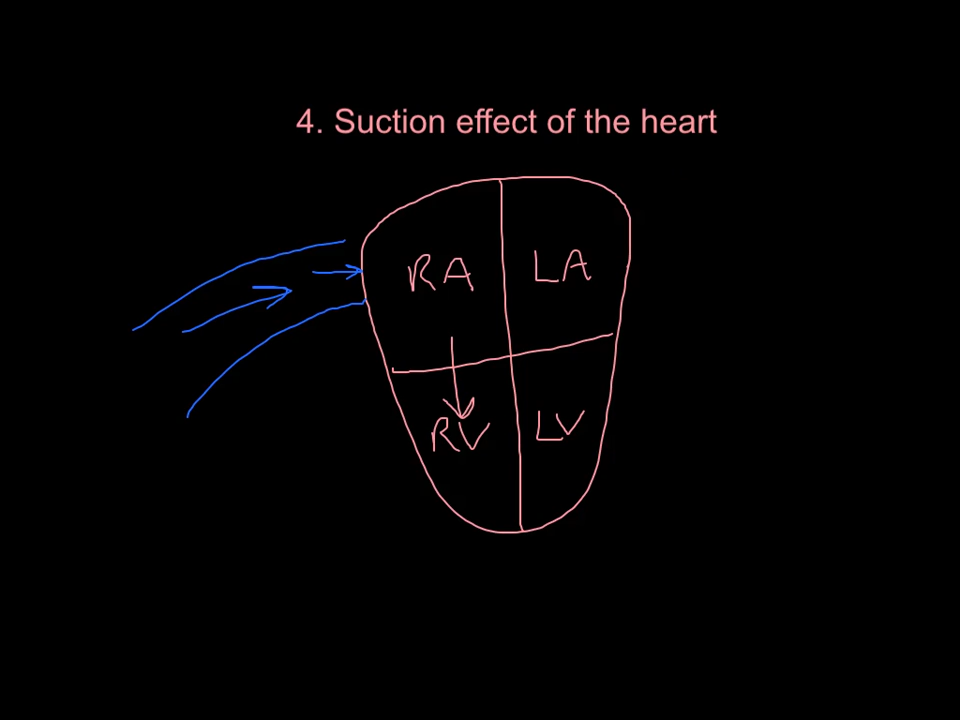 4. Suction effect of the heart
RA LA
RV LV